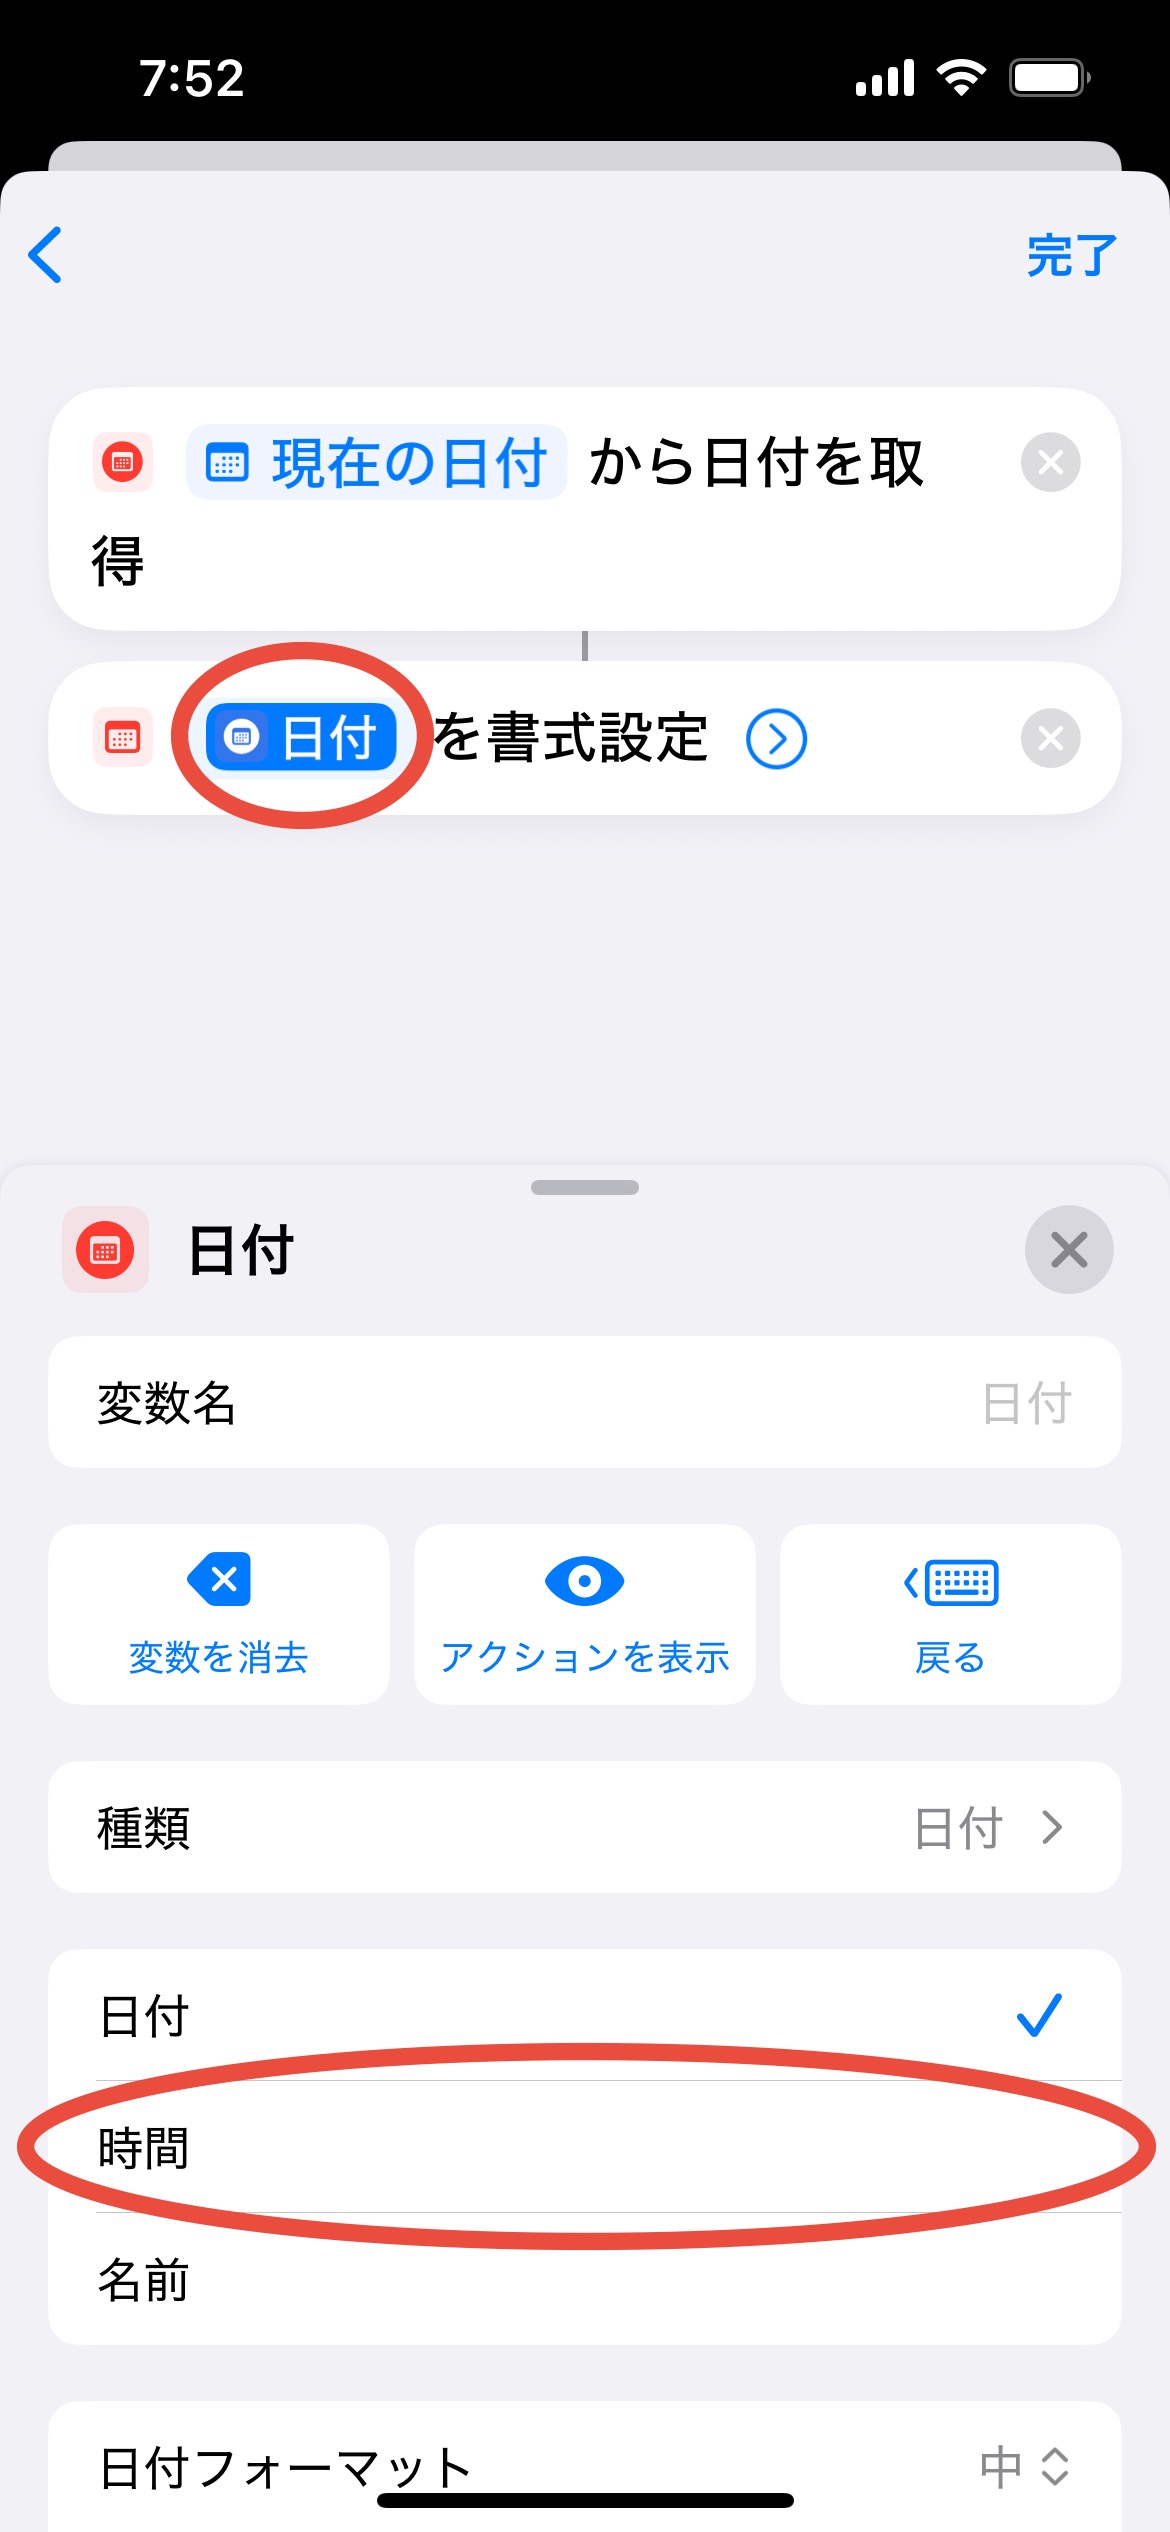 7:52
完了
現在の日付 から日付を取
得
日付 を書式設定
日付
変数名 日付
変数を消去 アクションを表示 戻る
種類 日付
日付
時間
名前
日付フォーマット 中